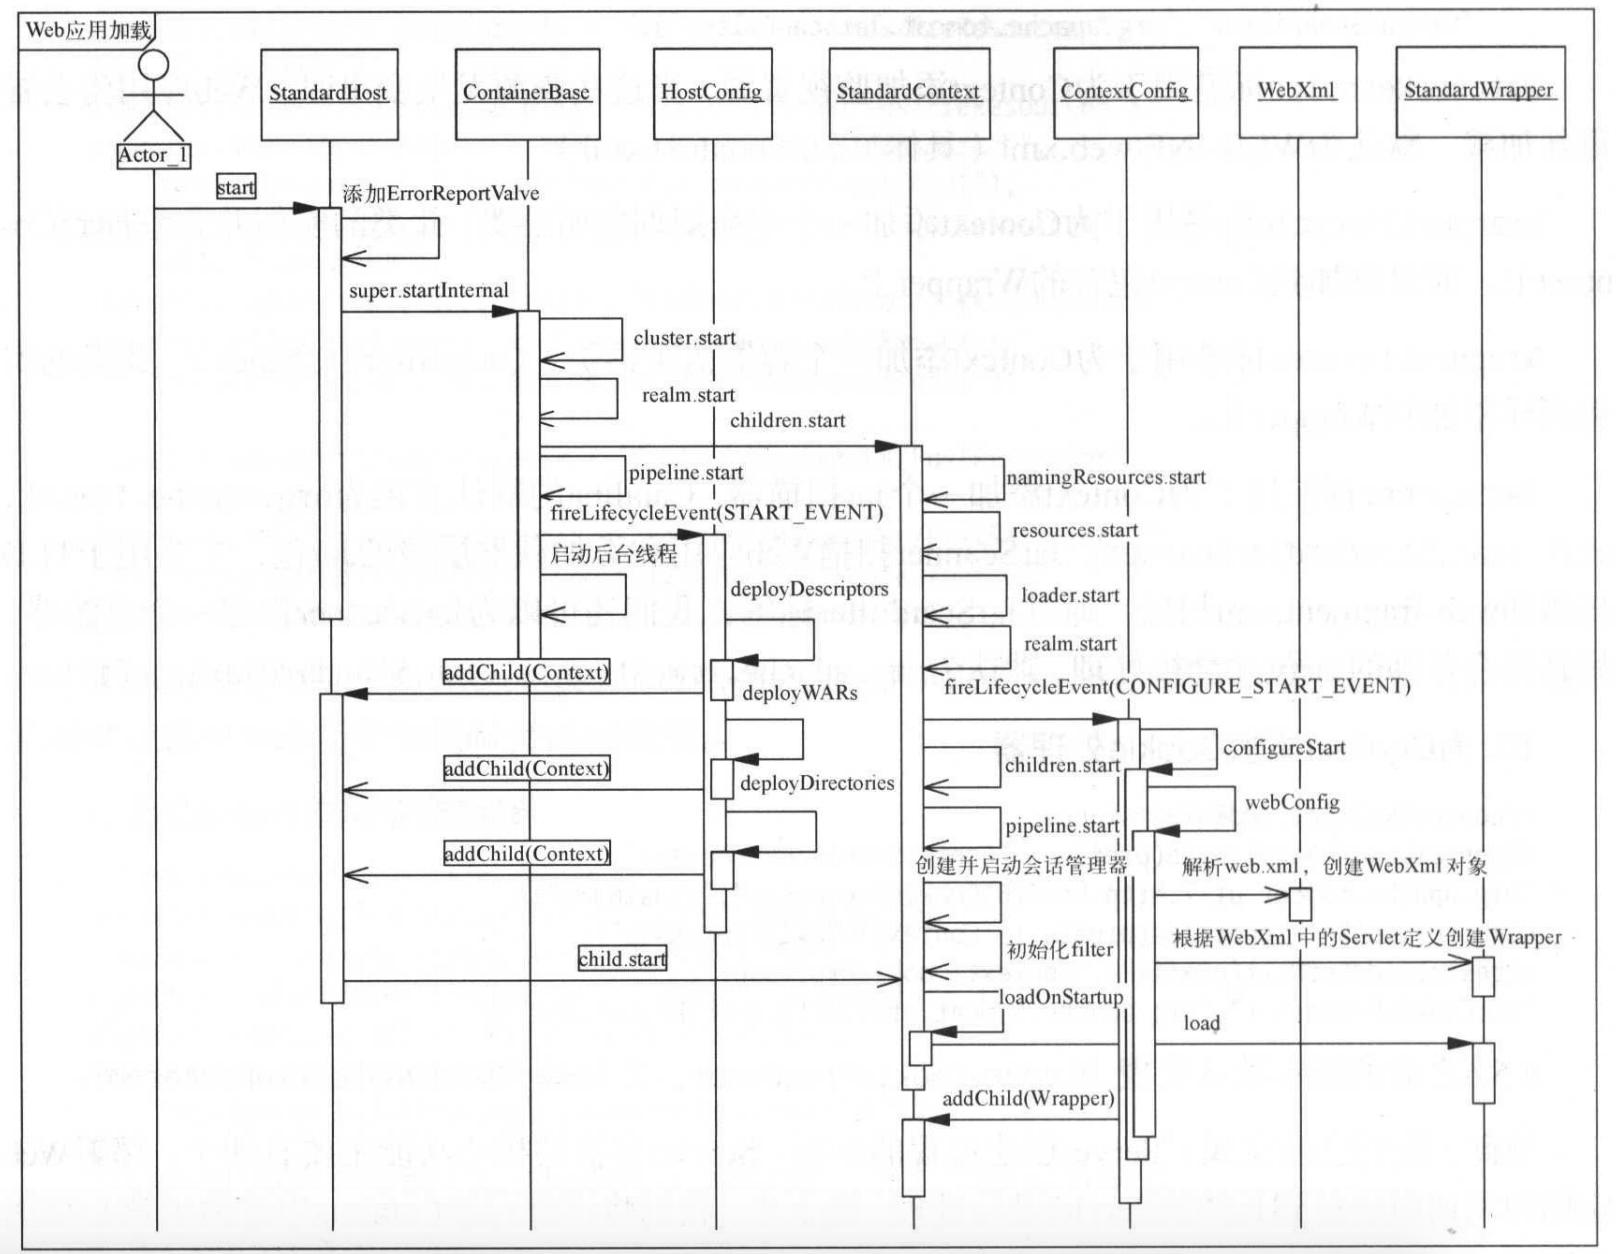 Web应用加载
StandardHost
ContainerBase
HostConfig
StandardContext
ContextConfig
WebXml
StandardWrapper
Actor_1
start
添加ErrorReportValve
super.startInternal
cluster.start
realm.start
children.start
pipeline.start
namingResources.start
fireLifecycleEvent(START_EVENT)
resources.start
启动后台线程
deployDescriptors
loader.start
realm.start
addChild(Context)
deployWARs
fireLifecycleEvent(CONFIGURE_START_EVENT)
configureStart
children.start
addChild(Context)
deployDirectories
webConfig
pipeline.start
addChild(Context)
创建并启动会话管理器
解析web.xml，创建WebXml对象
初始化filter
根据WebXml中的Servlet定义创建Wrapper
child.start
loadOnStartup
load
addChild(Wrapper)